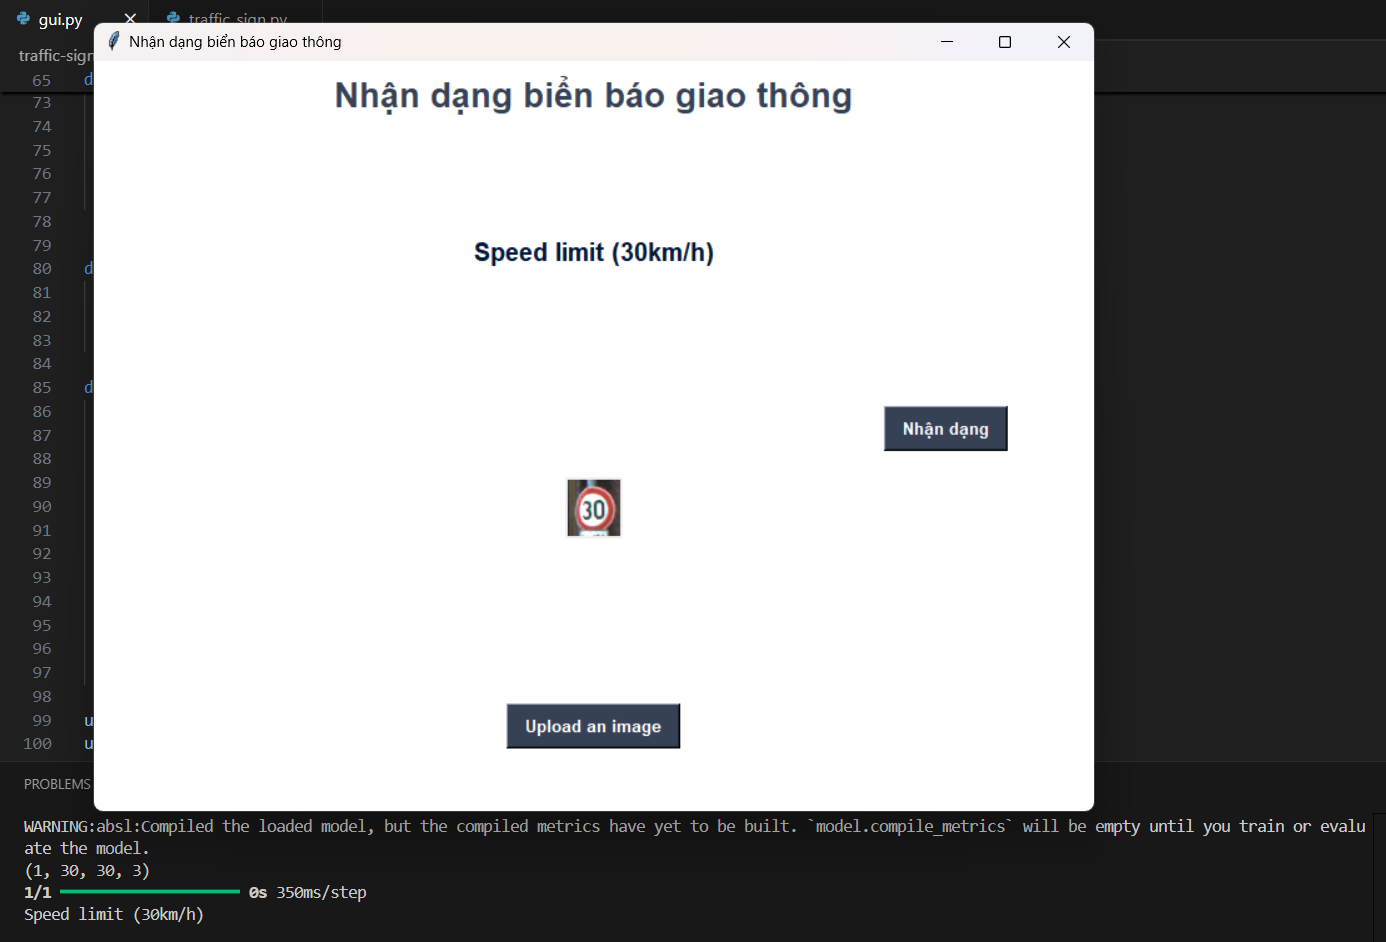 gui.py
traffic_sign.py
Nhận dạng biển báo giao thông
traffic-sign
Nhận dạng biển báo giao thông
Speed limit (30km/h)
Nhận dạng
30
Upload an image
65 d
73
74
75
76
77
78
79
80 d
81
82
83
84
85 d
86
87
88
89
90
91
92
93
94
95
96
97
98
99 u
100 u
PROBLEMS
WARNING:absl:Compiled the loaded model, but the compiled metrics have yet to be built. `model.compile_metrics` will be empty until you train or evalu
ate the model.
(1, 30, 30, 3)
1/1 0s 350ms/step
Speed limit (30km/h)